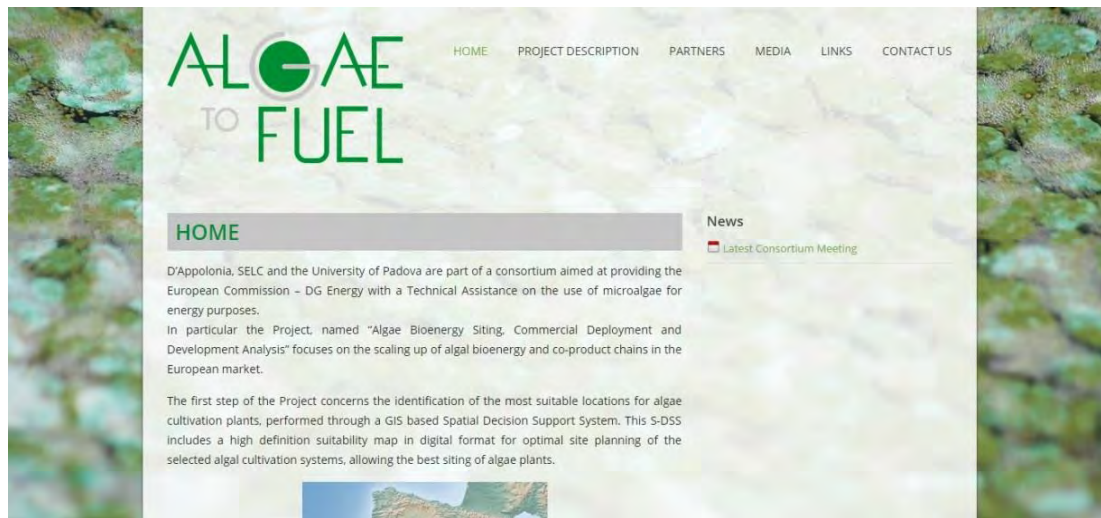 ALGAE
TO FUEL
HOME PROJECT DESCRIPTION PARTNERS MEDIA LINKS CONTACT US
HOME
D'Appolonia, SELC and the University of Padova are part of a consortium aimed at providing the
European Commission – DG Energy with a Technical Assistance on the use of microalgae for
energy purposes.
In particular the Project, named "Algae Bioenergy Siting, Commercial Deployment and
Development Analysis" focuses on the scaling up of algal bioenergy and co-product chains in the
European market.
The first step of the Project concerns the identification of the most suitable locations for algae
cultivation plants, performed through a GIS based Spatial Decision Support System. This S-DSS
includes a high definition suitability map in digital format for optimal site planning of the
selected algal cultivation systems, allowing the best siting of algae plants.
News
Latest Consortium Meeting